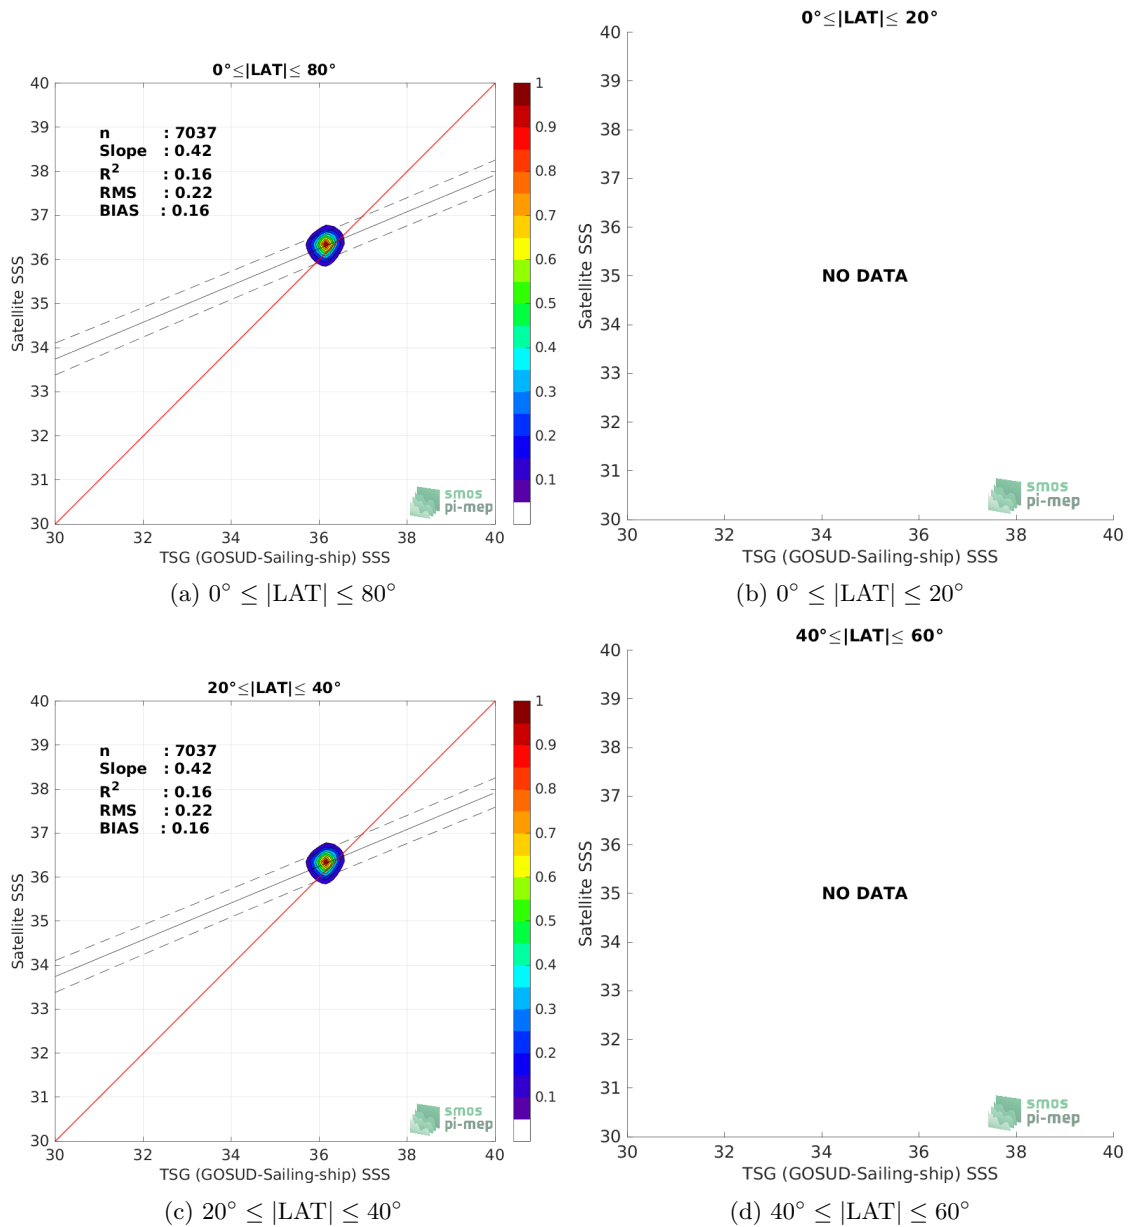 0°≤|LAT|≤ 80°
40
39
38
37
36
35
34
33
32
31
30
Satellite SSS
n : 7037
Slope : 0.42
R2 : 0.16
RMS : 0.22
BIAS : 0.16
smos
pi-mep
30 32 34 36 38 40
TSG (GOSUD-Sailing-ship) SSS
1
0.9
0.8
0.7
0.6
0.5
0.4
0.3
0.2
0.1
(a) 0° ≤ |LAT| ≤ 80°
0°≤|LAT|≤ 20°
40
39
38
37
36
35
34
33
32
31
30
Satellite SSS
NO DATA
smos
pi-mep
30 32 34 36 38 40
TSG (GOSUD-Sailing-ship) SSS
(b) 0° ≤ |LAT| ≤ 20°
20°≤|LAT|≤ 40°
40
39
38
37
36
35
34
33
32
31
30
Satellite SSS
n : 7037
Slope : 0.42
R2 : 0.16
RMS : 0.22
BIAS : 0.16
smos
pi-mep
30 32 34 36 38 40
TSG (GOSUD-Sailing-ship) SSS
1
0.9
0.8
0.7
0.6
0.5
0.4
0.3
0.2
0.1
(c) 20° ≤ |LAT| ≤ 40°
40°≤|LAT|≤ 60°
40
39
38
37
36
35
34
33
32
31
30
Satellite SSS
NO DATA
smos
pi-mep
30 32 34 36 38 40
TSG (GOSUD-Sailing-ship) SSS
(d) 40° ≤ |LAT| ≤ 60°